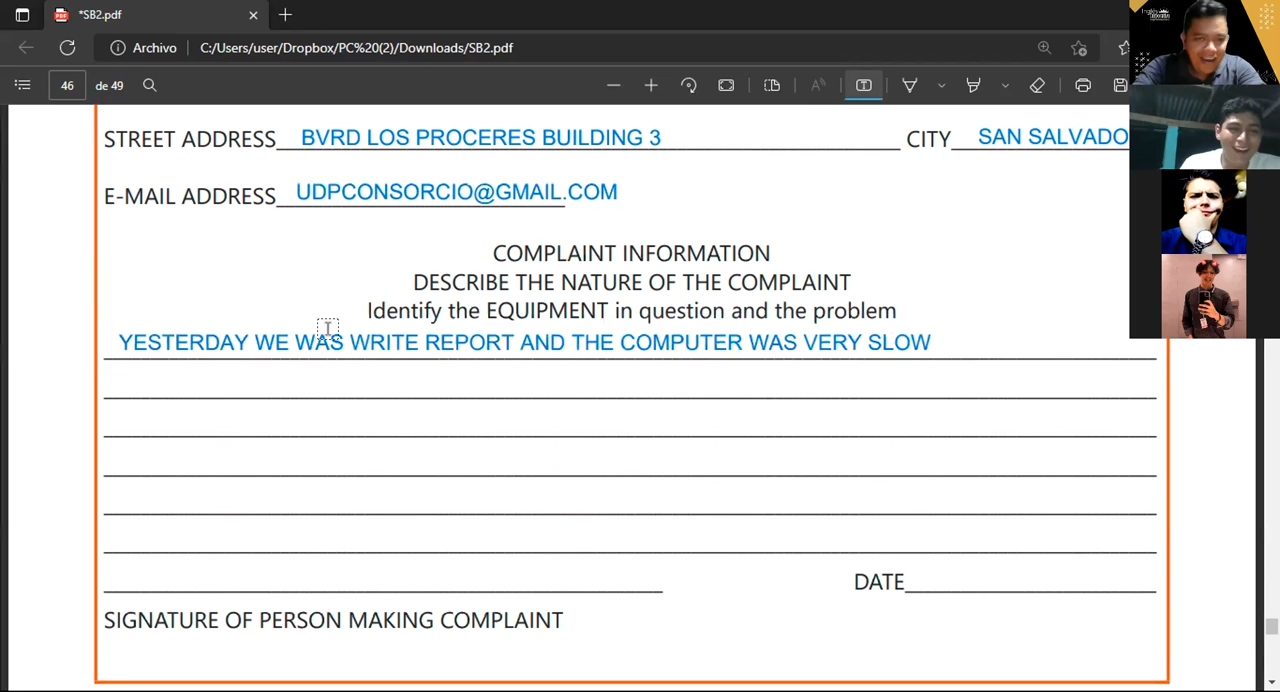 *SB2.pdf
Archivo C:/Users/user/Dropbox/PC%20(2)/Downloads/SB2.pdf
46 de 49
STREET ADDRESS BVRD LOS PROCERES BUILDING 3 CITY SAN SALVADO
E-MAIL ADDRESS UDPCONSORCIO@GMAIL.COM
COMPLAINT INFORMATION
DESCRIBE THE NATURE OF THE COMPLAINT
Identify the EQUIPMENT in question and the problem
YESTERDAY WE WAS WRITE REPORT AND THE COMPUTER WAS VERY SLOW
DATE
SIGNATURE OF PERSON MAKING COMPLAINT